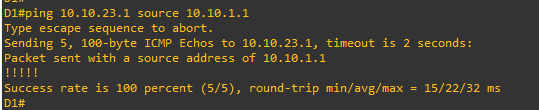 D1#
D1#ping 10.10.23.1 source 10.10.1.1
Type escape sequence to abort.
Sending 5, 100-byte ICMP Echos to 10.10.23.1, timeout is 2 seconds:
Packet sent with a source address of 10.10.1.1
!!!!!
Success rate is 100 percent (5/5), round-trip min/avg/max = 15/22/32 ms
D1#